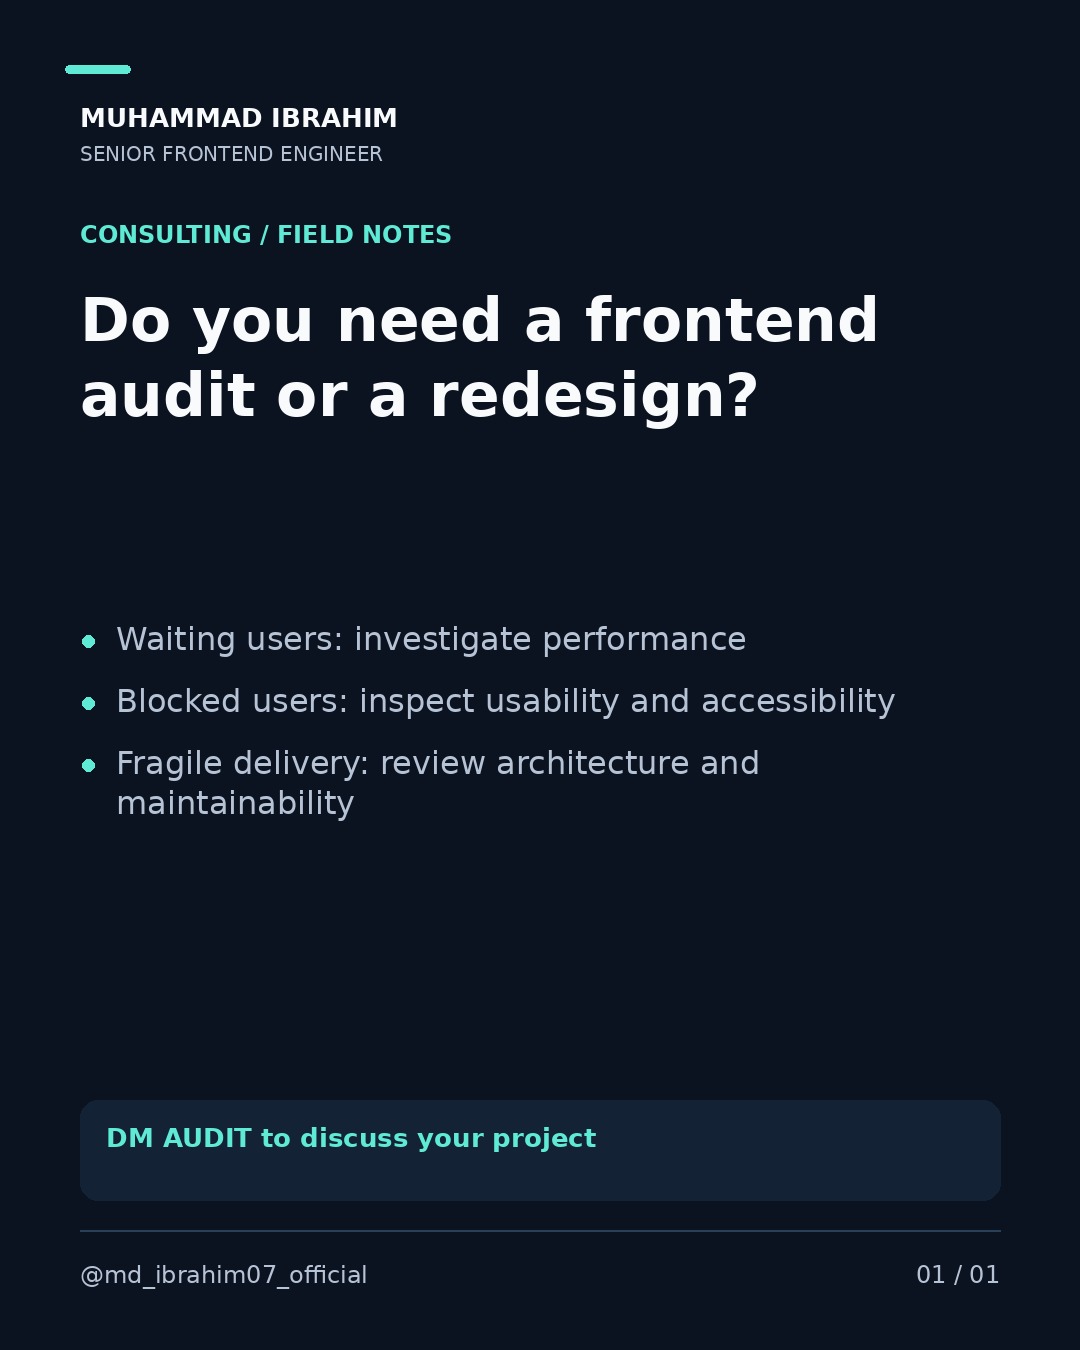 MUHAMMAD IBRAHIM
SENIOR FRONTEND ENGINEER
CONSULTING / FIELD NOTES
Do you need a frontend
audit or a redesign?
Waiting users: investigate performance
Blocked users: inspect usability and accessibility
Fragile delivery: review architecture and
maintainability
DM AUDIT to discuss your project
@md_ibrahim07_official
01 / 01